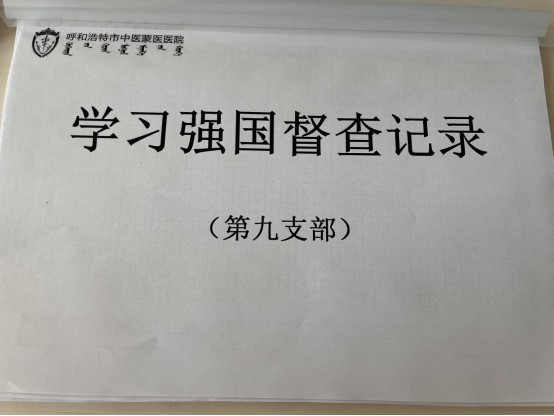 呼和浩特市中医蒙医医院
学习强国督查记录
（第九支部）